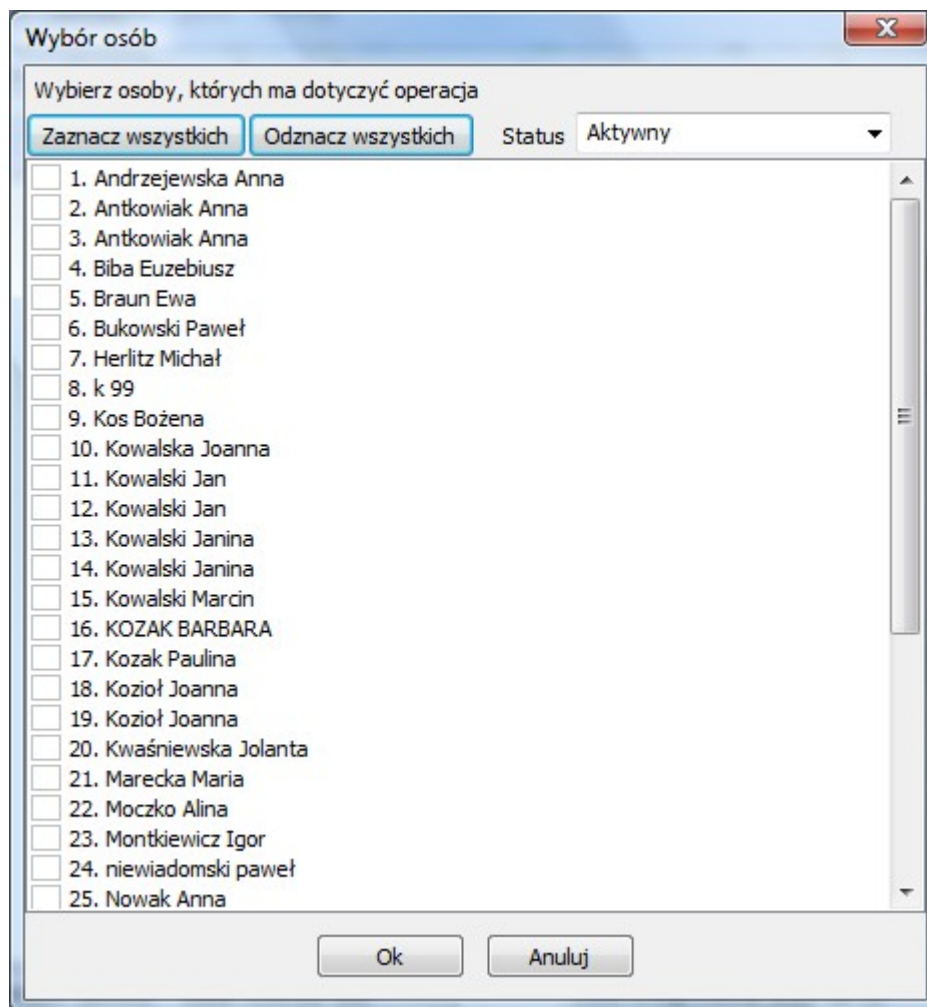 Wybór osób
Wybierz osoby, których ma dotyczyć operacja
Zaznacz wszystkich Odznacz wszystkich Status Aktywny
1. Andrzejewska Anna
2. Antkowiak Anna
3. Antkowiak Anna
4. Biba Euzebiusz
5. Braun Ewa
6. Bukowski Paweł
7. Herlitz Michał
8. k 99
9. Kos Bożena
10. Kowalska Joanna
11. Kowalski Jan
12. Kowalski Jan
13. Kowalski Janina
14. Kowalski Janina
15. Kowalski Marcin
16. KOZAK BARBARA
17. Kozak Paulina
18. Kozioł Joanna
19. Kozioł Joanna
20. Kwaśniewska Jolanta
21. Marecka Maria
22. Moczko Alina
23. Montkiewicz Igor
24. niewiadomski paweł
25. Nowak Anna
Ok Anuluj